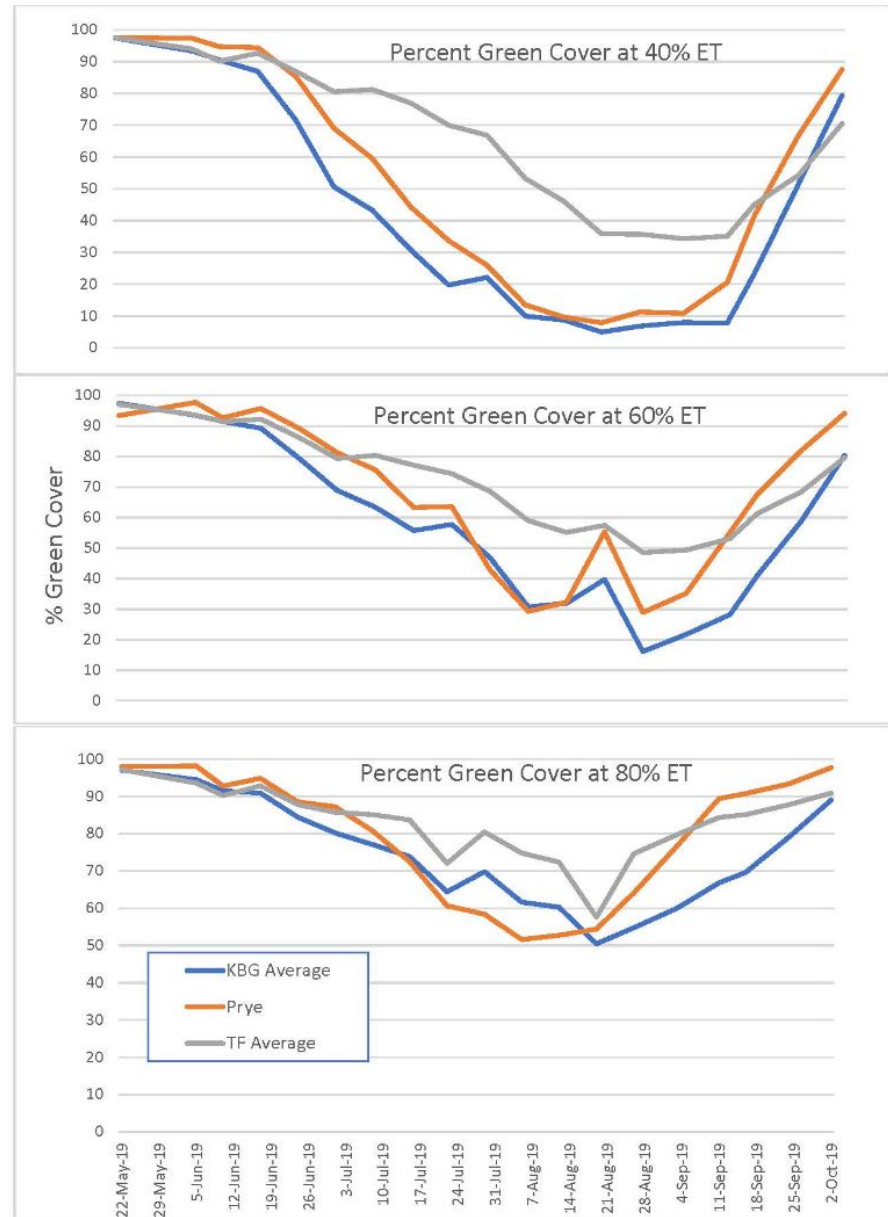 Percent Green Cover at 40% ET
100
90
80
70
60
50
40
30
20
10
0
Percent Green Cover at 60% ET
% Green Cover
100
90
80
70
60
50
40
30
20
10
0
Percent Green Cover at 80% ET
100
90
80
70
60
50
40
30
20
10
0
KBG Average
Prye
TF Average
22-May-19
29-May-19
5-Jun-19
12-Jun-19
19-Jun-19
26-Jun-19
3-Jul-19
10-Jul-19
17-Jul-19
24-Jul-19
31-Jul-19
7-Aug-19
14-Aug-19
21-Aug-19
28-Aug-19
4-Sep-19
11-Sep-19
18-Sep-19
25-Sep-19
2-Oct-19